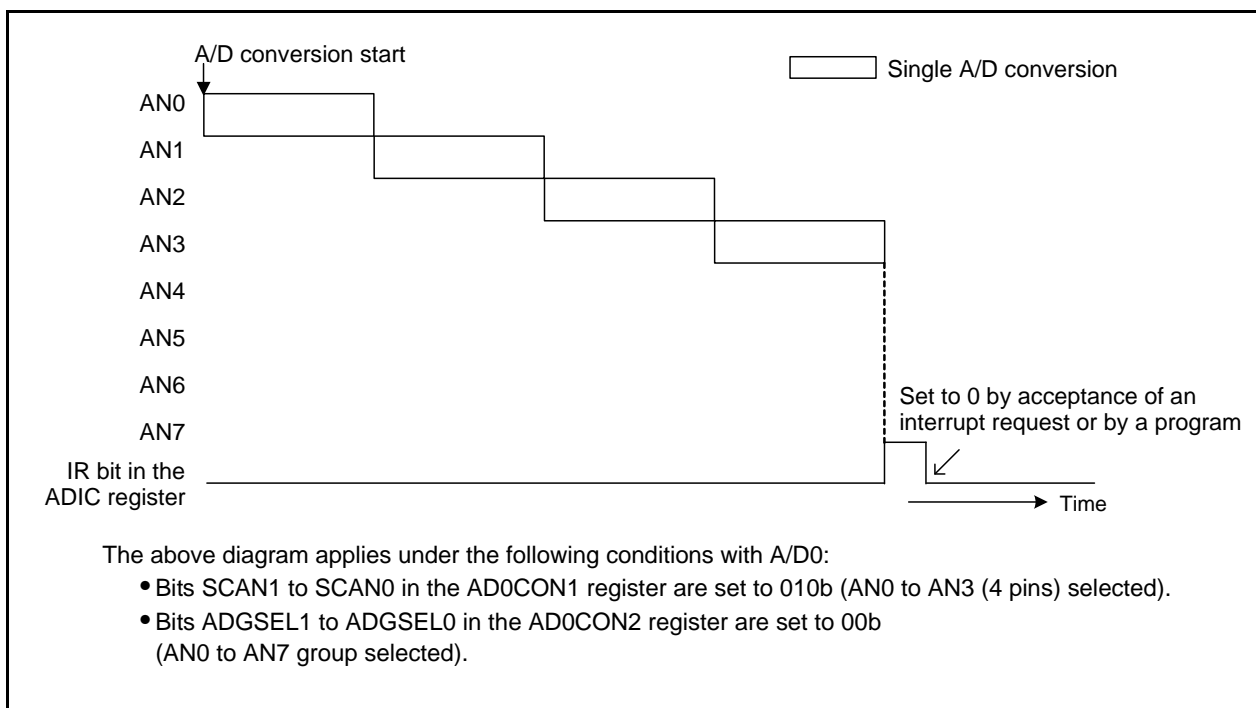 A/D conversion start
Single A/D conversion
AN0
AN1
AN2
AN3
AN4
AN5
AN6
AN7
Set to 0 by acceptance of an
interrupt request or by a program
IR bit in the
ADIC register
Time
The above diagram applies under the following conditions with A/D0:
• Bits SCAN1 to SCAN0 in the AD0CON1 register are set to 010b (AN0 to AN3 (4 pins) selected).
• Bits ADGSEL1 to ADGSEL0 in the AD0CON2 register are set to 00b
(AN0 to AN7 group selected).